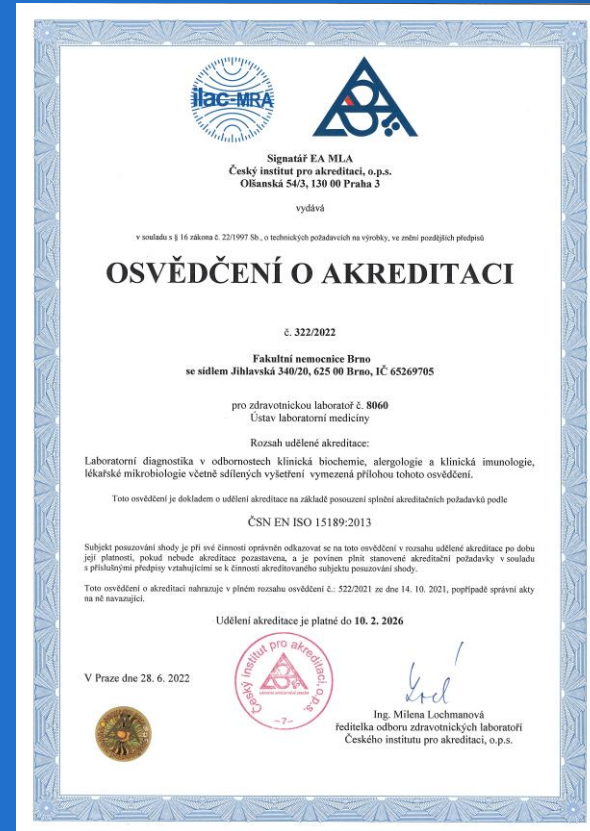 ilac-MRA
Signatář EA MLA
Český institut pro akreditaci, o.p.s.
Olšanská 54/3, 130 00 Praha 3
vydává
v souladu s § 16 zákona č. 22/1997 Sb., o technických požadavcích na výrobky, ve znění pozdějších předpisů
OSVĚDČENÍ O AKREDITACI
č. 322/2022
Fakultní nemocnice Brno
se sídlem Jihlavská 340/20, 625 00 Brno, IČ 65269705
pro zdravotnickou laboratoř č. 8060
Ústav laboratorní medicíny
Rozsah udělené akreditace:
Laboratorní diagnostika v odbornostech klinická biochemie, alergologie a klinická imunologie,
lékařské mikrobiologie včetně sdílených vyšetření vymezená přílohou tohoto osvědčení.
Toto osvědčení je dokladem o udělení akreditace na základě posouzení splnění akreditačních požadavků podle
ČSN EN ISO 15189:2013
Subjekt posuzování shody je při své činnosti oprávněn odkazovat se na toto osvědčení v rozsahu udělené akreditace po dobu
její platnosti, pokud nebude akreditace pozastavena, a je povinen plnit stanovené akreditační požadavky v souladu
s příslušnými předpisy vztahujícími se k činnosti akreditovaného subjektu posuzování shody.
Toto osvědčení o akreditaci nahrazuje v plném rozsahu osvědčení č.: 522/2021 ze dne 14. 10. 2021, popřípadě správní akty
na ně navazující.
Udělení akreditace je platné do 10. 2. 2026
Český institut pro akreditaci, o.p.s.
-7-
V Praze dne 28. 6. 2022
Ing. Milena Lochmanová
ředitelka odboru zdravotnických laboratoří
Českého institutu pro akreditaci, o.p.s.